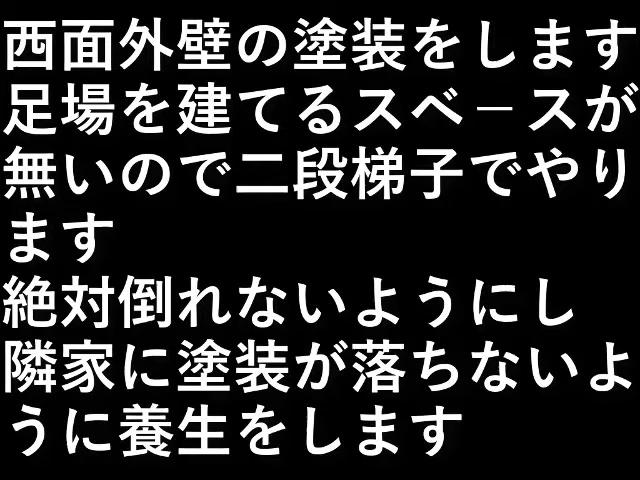 西面外壁の塗装をします
足場を建てるスベ－スが
無いので二段梯子でやり
ます
絶対倒れないようにし
隣家に塗装が落ちないよ
うに養生をします